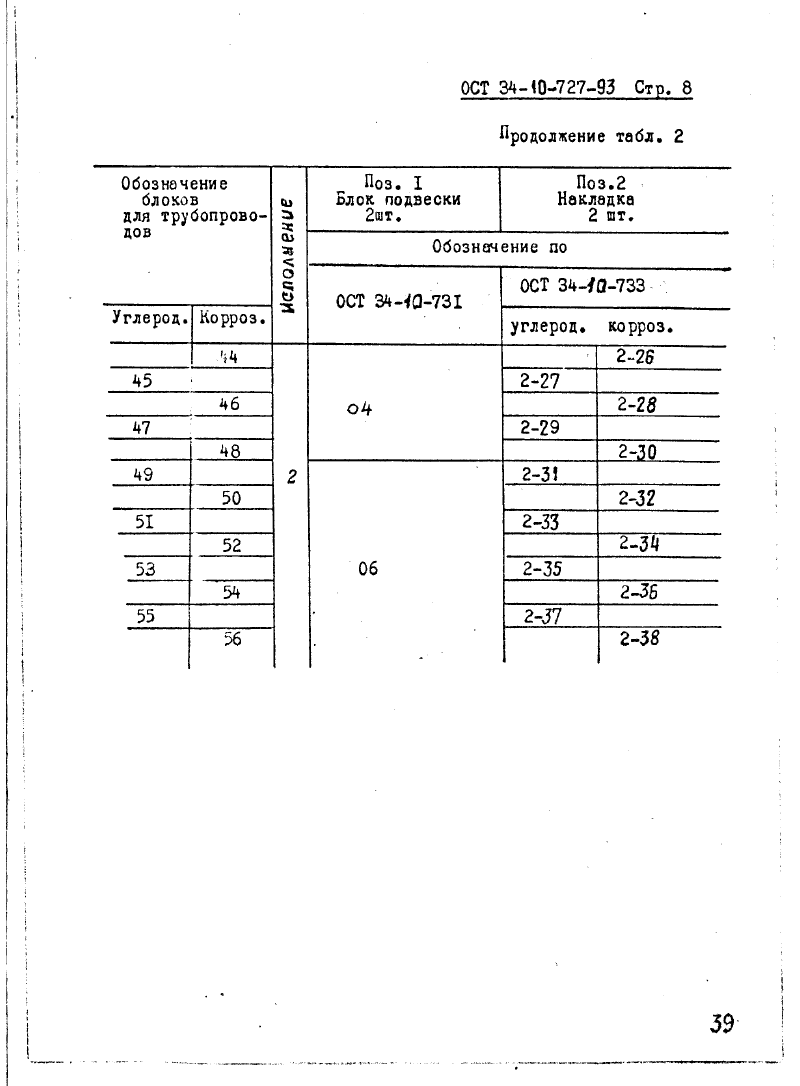 ОСТ 34-10-727-93 Стр. 8
Продолжение табл. 2
Обозначение
блоков
для трубопрово-
дов
Исполнение
Поз. I
Блок подвески
2шт.
Поз.2
Накладка
2 шт.
Обозначение по
ОСТ 34-10-731
ОСТ 34-10-733
Углерод. Корроз.
углерод. корроз.
44 2-26
45 2-27
46 04 2-28
47 2-29
48 2-30
49 2 2-31
50 2-32
51 2-33
52 2-34
53 06 2-35
54 2-36
55 2-37
56 2-38
39